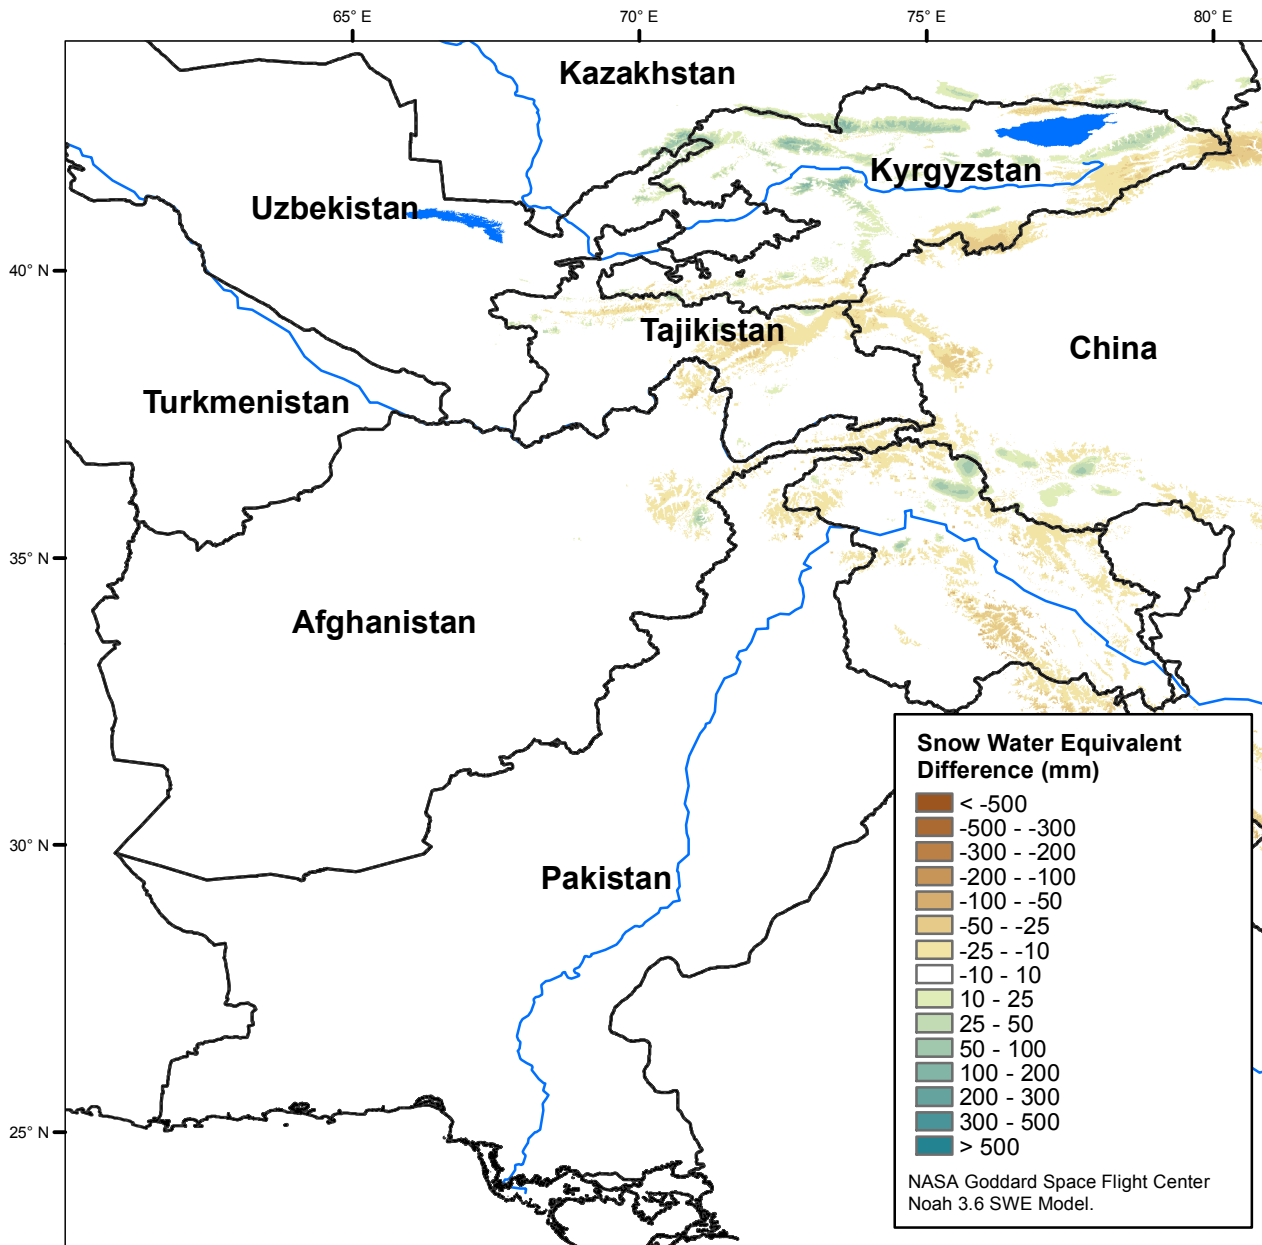 65° E
70° E
75° E
80° E
Kazakhstan
Kyrgyzstan
Uzbekistan
40° N
Tajikistan
China
Turkmenistan
35° N
Afghanistan
30° N
Pakistan
25° N
Snow Water Equivalent
Difference (mm)
< -500
-500 - -300
-300 - -200
-200 - -100
-100 - -50
-50 - -25
-25 - -10
-10 - 10
10 - 25
25 - 50
50 - 100
100 - 200
200 - 300
300 - 500
> 500
NASA Goddard Space Flight Center
Noah 3.6 SWE Model.